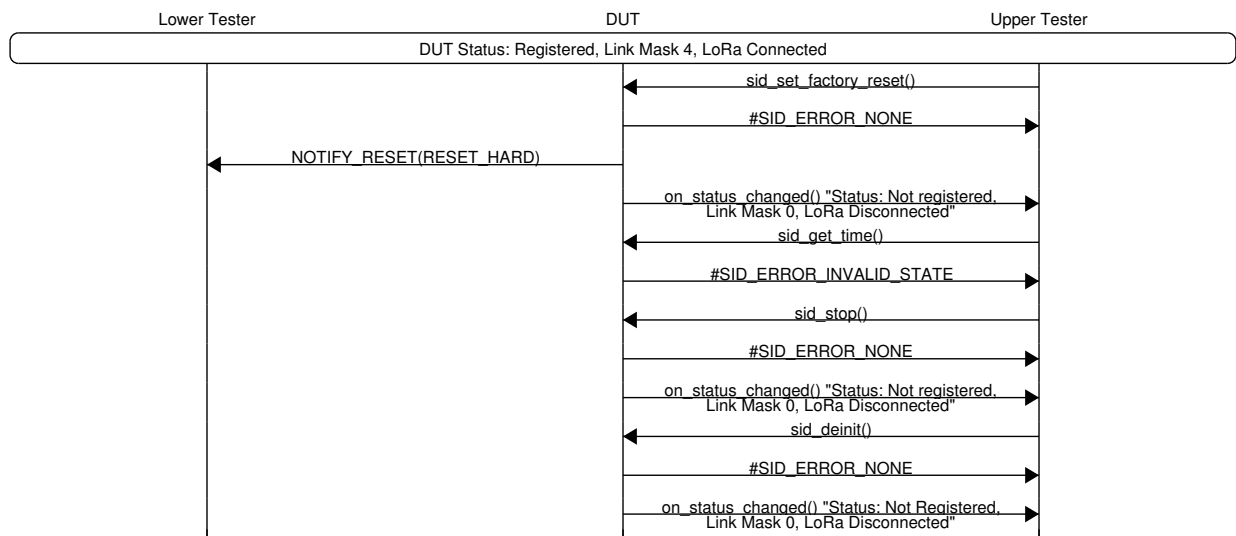 Lower Tester
DUT
Upper Tester
DUT Status: Registered, Link Mask 4, LoRa Connected
sid_set_factory_reset()
#SID_ERROR_NONE
NOTIFY_RESET(RESET_HARD)
on_status_changed() "Status: Not registered,
Link Mask 0, LoRa Disconnected"
sid_get_time()
#SID_ERROR_INVALID_STATE
sid_stop()
#SID_ERROR_NONE
on_status_changed() "Status: Not registered,
Link Mask 0, LoRa Disconnected"
sid_deinit()
#SID_ERROR_NONE
on_status_changed() "Status: Not Registered,
Link Mask 0, LoRa Disconnected"